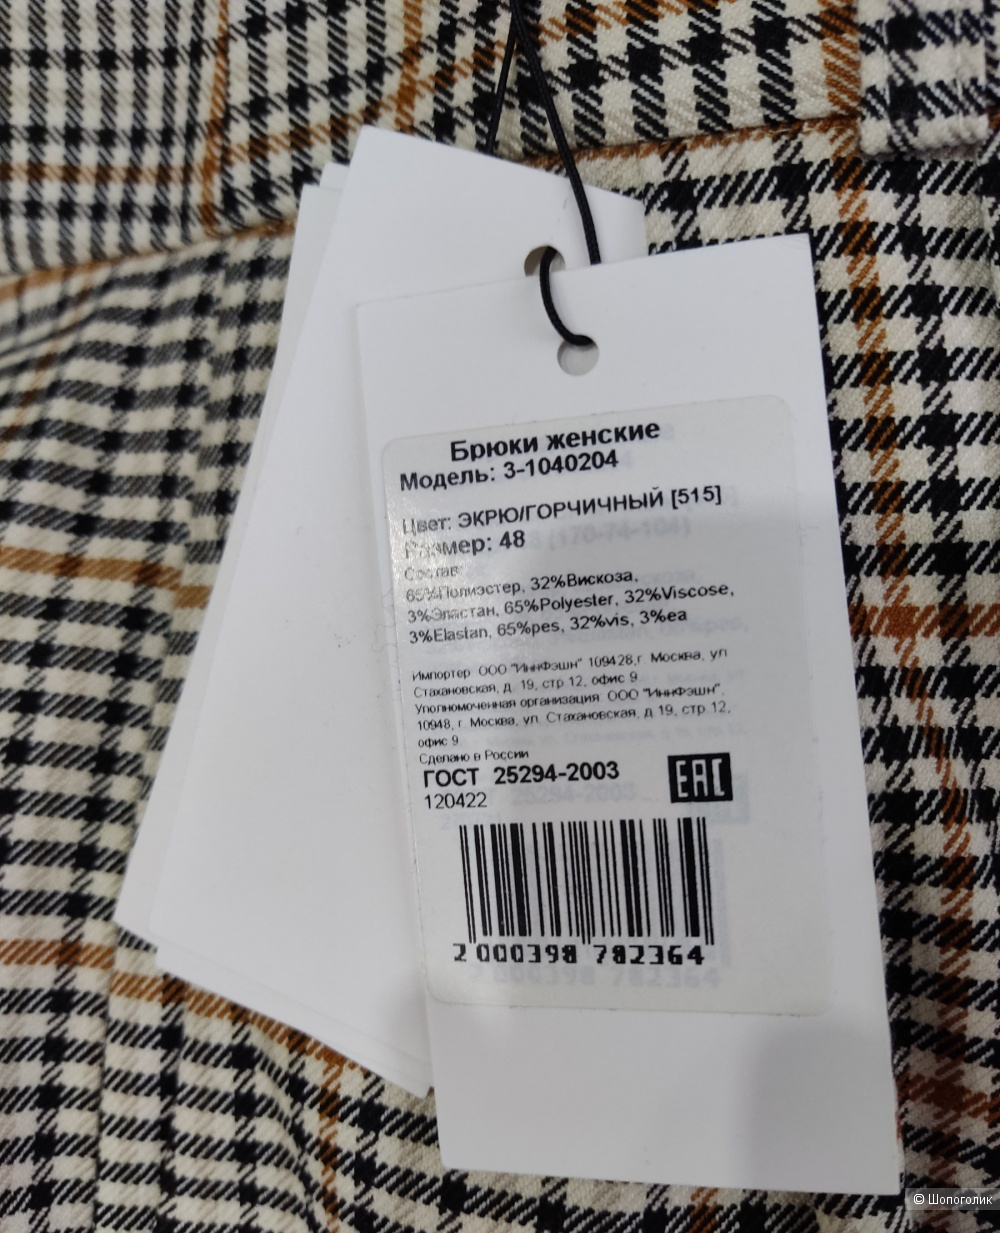 Брюки женские
Модель: 3-1040204
Цвет: ЭКРЮ/ГОРЧИЧНЫЙ [515]
Размер: 48
Состав:
65%Полиэстер, 32%Вискоза,
3%Эластан, 65%Polyester, 32%Viscose,
3%Elastan, 65%pes, 32%vis, 3%ea
Импортер ООО "ИннФэшн" 109428,г. Москва, ул
Стахановская, д. 19, стр 12, офис 9
Уполномоченная организация ООО "ИннФэшн",
10948, г. Москва, ул. Стахановская, д 19, стр 12,
офис 9
Сделано в России
ГОСТ 25294-2003
120422
EAC
2 000398 782364
© Шопоголик